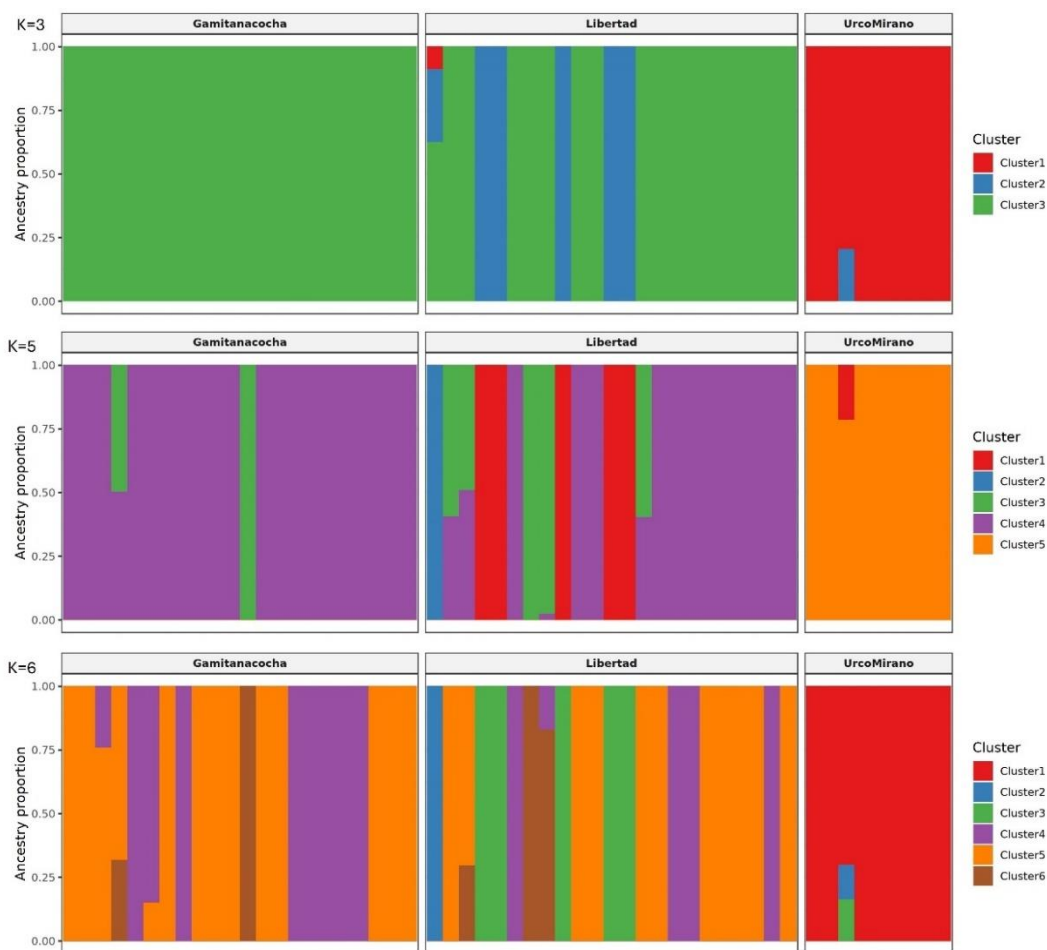 K=3
Gamitanacocha Libertad UrcoMirano
1.00
0.75
0.50
0.25
0.00
Ancestry proportion
Cluster
Cluster1
Cluster2
Cluster3
K=5
Gamitanacocha Libertad UrcoMirano
1.00
0.75
0.50
0.25
0.00
Ancestry proportion
Cluster
Cluster1
Cluster2
Cluster3
Cluster4
Cluster5
K=6
Gamitanacocha Libertad UrcoMirano
1.00
0.75
0.50
0.25
0.00
Ancestry proportion
Cluster
Cluster1
Cluster2
Cluster3
Cluster4
Cluster5
Cluster6